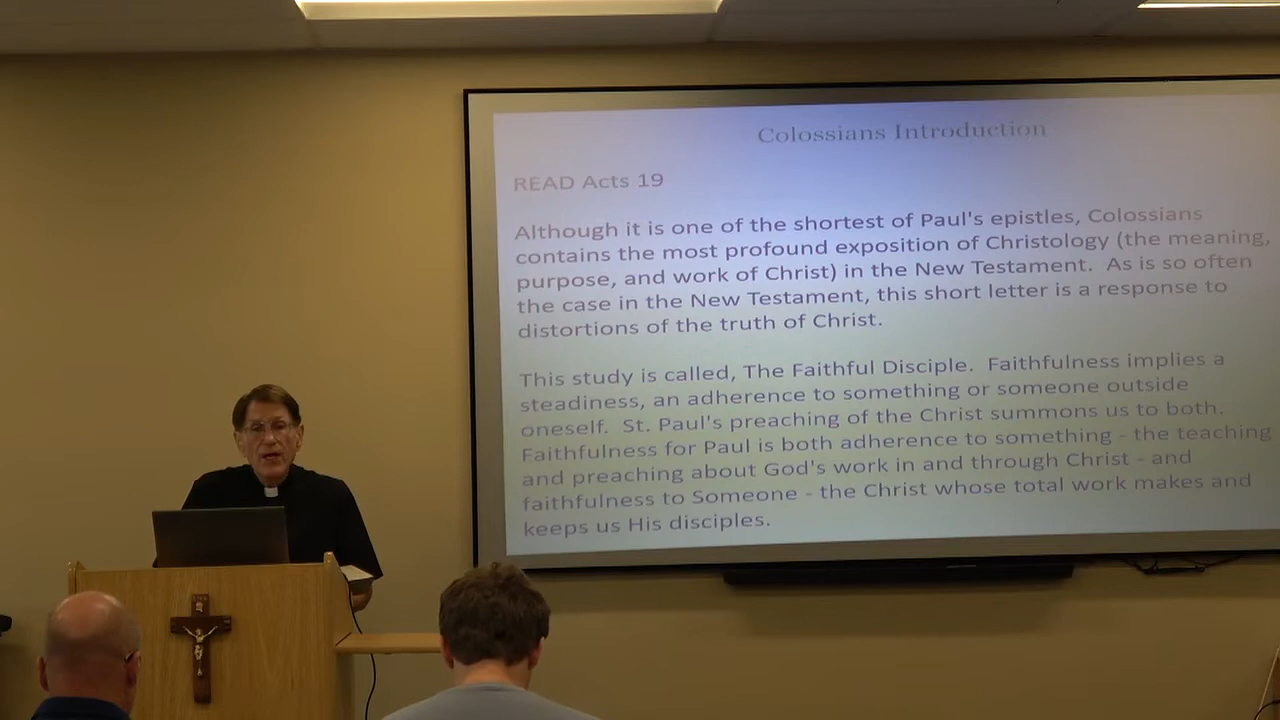 Colossians Introduction
READ Acts 19
Although it is one of the shortest of Paul's epistles, Colossians
contains the most profound exposition of Christology (the meaning,
purpose, and work of Christ) in the New Testament.  As is so often
the case in the New Testament, this short letter is a response to
distortions of the truth of Christ.
This study is called, The Faithful Disciple.  Faithfulness implies a
steadiness, an adherence to something or someone outside
oneself.  St. Paul's preaching of the Christ summons us to both.
Faithfulness for Paul is both adherence to something - the teaching
and preaching about God's work in and through Christ - and
faithfulness to Someone - the Christ whose total work makes and
keeps us His disciples.